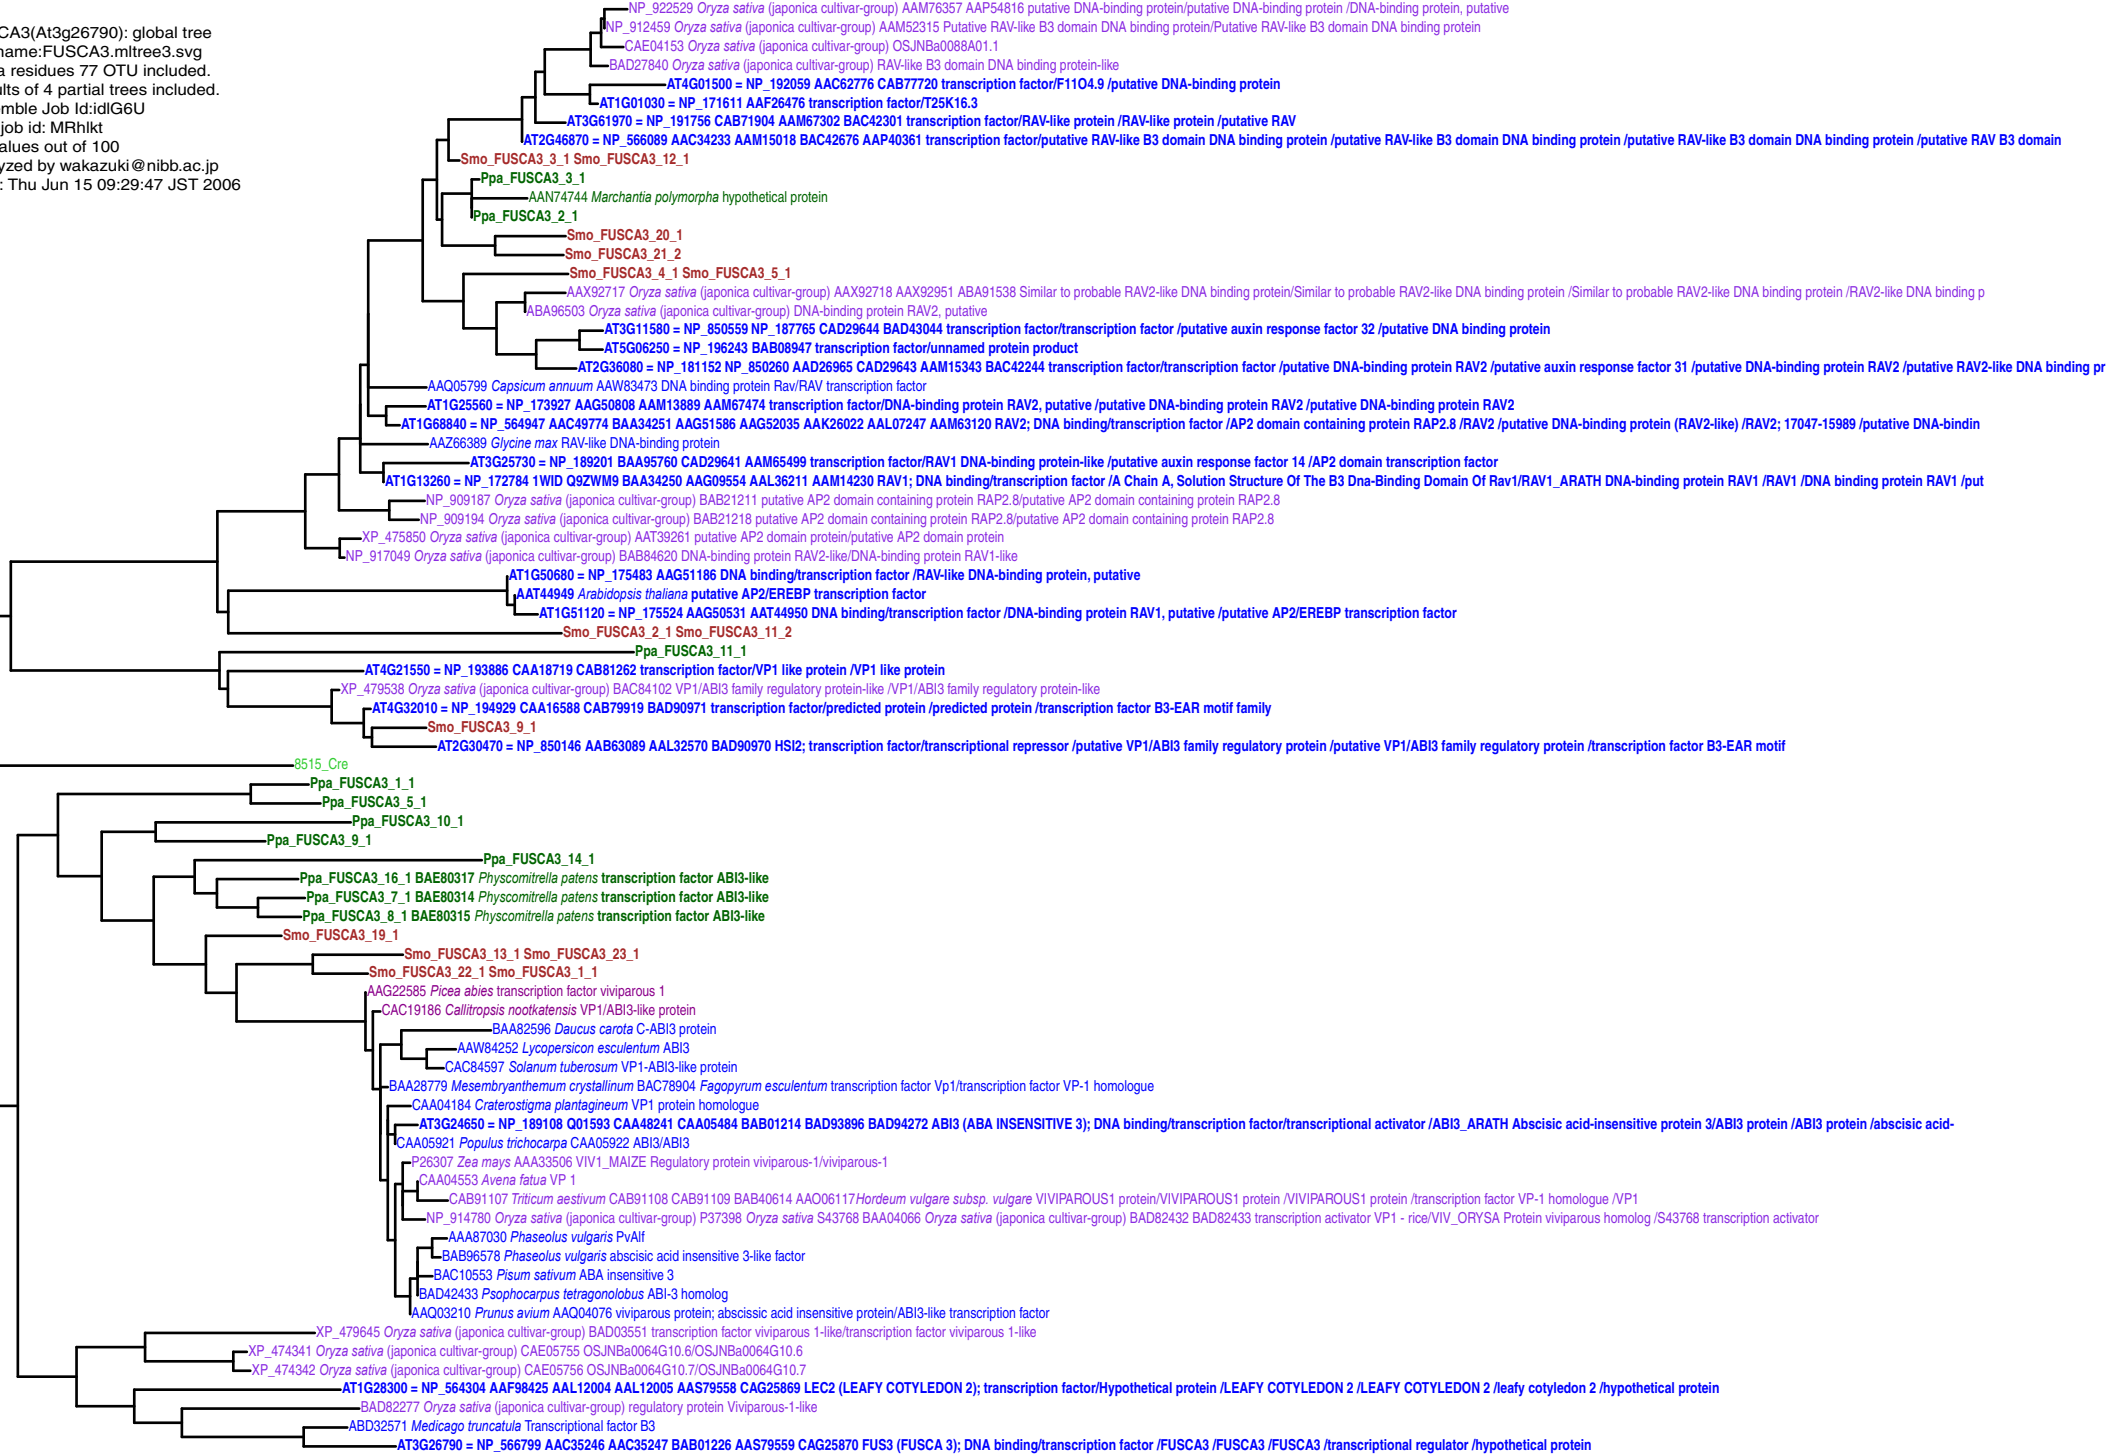 CA3(At3g26790): global tree
name:FUSCA3.mltree3.svg
a residues 77 OTU included.
ults of 4 partial trees included.
mble Job Id:idlG6U
job id: MRhlkt
alues out of 100
yzed by wakazuki@nibb.ac.jp
: Thu Jun 15 09:29:47 JST 2006
NP_922529 Oryza sativa (japonica cultivar-group) AAM76357 AAP54816 putative DNA-binding protein/putative DNA-binding protein /DNA-binding protein, putative
NP_912459 Oryza sativa (japonica cultivar-group) AAM52315 Putative RAV-like B3 domain DNA binding protein/Putative RAV-like B3 domain DNA binding protein
CAE04153 Oryza sativa (japonica cultivar-group) OSJNBa0088A01.1
BAD27840 Oryza sativa (japonica cultivar-group) RAV-like B3 domain DNA binding protein-like
AT4G01500 = NP_192059 AAC62776 CAB77720 transcription factor/F11O4.9 /putative DNA-binding protein
AT1G01030 = NP_171611 AAF26476 transcription factor/T25K16.3
AT3G61970 = NP_191756 CAB71904 AAM67302 BAC42301 transcription factor/RAV-like protein /RAV-like protein /putative RAV
AT2G46870 = NP_566089 AAC34233 AAM15018 BAC42676 AAP40361 transcription factor/putative RAV-like B3 domain DNA binding protein /putative RAV-like B3 domain DNA binding protein /putative RAV-like B3 domain DNA binding protein /putative RAV B3 domain
Smo_FUSCA3_3_1 Smo_FUSCA3_12_1
Ppa_FUSCA3_3_1
AAN74744 Marchantia polymorpha hypothetical protein
Ppa_FUSCA3_2_1
Smo_FUSCA3_20_1
Smo_FUSCA3_21_2
Smo_FUSCA3_4_1 Smo_FUSCA3_5_1
AAX92717 Oryza sativa (japonica cultivar-group) AAX92718 AAX92951 ABA91538 Similar to probable RAV2-like DNA binding protein/Similar to probable RAV2-like DNA binding protein /Similar to probable RAV2-like DNA binding protein /RAV2-like DNA binding p
ABA96503 Oryza sativa (japonica cultivar-group) DNA-binding protein RAV2, putative
AT3G11580 = NP_850559 NP_187765 CAD29644 BAD43044 transcription factor/transcription factor /putative auxin response factor 32 /putative DNA binding protein
AT5G06250 = NP_196243 BAB08947 transcription factor/unnamed protein product
AT2G36080 = NP_181152 NP_850260 AAD26965 CAD29643 AAM15343 BAC42244 transcription factor/transcription factor /putative DNA-binding protein RAV2 /putative auxin response factor 31 /putative DNA-binding protein RAV2 /putative RAV2-like DNA binding pr
AAQ05799 Capsicum annuum AAW83473 DNA binding protein Rav/RAV transcription factor
AT1G25560 = NP_173927 AAG50808 AAM13889 AAM67474 transcription factor/DNA-binding protein RAV2, putative /putative DNA-binding protein RAV2 /putative DNA-binding protein RAV2
AT1G68840 = NP_564947 AAC49774 BAA34251 AAG51586 AAG52035 AAK26022 AAL07247 AAM63120 RAV2; DNA binding/transcription factor /AP2 domain containing protein RAP2.8 /RAV2 /putative DNA-binding protein (RAV2-like) /RAV2; 17047-15989 /putative DNA-bindin
AAZ66389 Glycine max RAV-like DNA-binding protein
AT3G25730 = NP_189201 BAA95760 CAD29641 AAM65499 transcription factor/RAV1 DNA-binding protein-like /putative auxin response factor 14 /AP2 domain transcription factor
AT1G13260 = NP_172784 1WID Q9ZWM9 BAA34250 AAG09554 AAL36211 AAM14230 RAV1; DNA binding/transcription factor /A Chain A, Solution Structure Of The B3 Dna-Binding Domain Of Rav1/RAV1_ARATH DNA-binding protein RAV1 /RAV1 /DNA binding protein RAV1 /put
NP_909187 Oryza sativa (japonica cultivar-group) BAB21211 putative AP2 domain containing protein RAP2.8/putative AP2 domain containing protein RAP2.8
NP_909194 Oryza sativa (japonica cultivar-group) BAB21218 putative AP2 domain containing protein RAP2.8/putative AP2 domain containing protein RAP2.8
XP_475850 Oryza sativa (japonica cultivar-group) AAT39261 putative AP2 domain protein/putative AP2 domain protein
NP_917049 Oryza sativa (japonica cultivar-group) BAB84620 DNA-binding protein RAV2-like/DNA-binding protein RAV1-like
AT1G50680 = NP_175483 AAG51186 DNA binding/transcription factor /RAV-like DNA-binding protein, putative
AAT44949 Arabidopsis thaliana putative AP2/EREBP transcription factor
AT1G51120 = NP_175524 AAG50531 AAT44950 DNA binding/transcription factor /DNA-binding protein RAV1, putative /putative AP2/EREBP transcription factor
Smo_FUSCA3_2_1 Smo_FUSCA3_11_2
Ppa_FUSCA3_11_1
AT4G21550 = NP_193886 CAA18719 CAB81262 transcription factor/VP1 like protein /VP1 like protein
XP_479538 Oryza sativa (japonica cultivar-group) BAC84102 VP1/ABI3 family regulatory protein-like /VP1/ABI3 family regulatory protein-like
AT4G32010 = NP_194929 CAA16588 CAB79919 BAD90971 transcription factor/predicted protein /predicted protein /transcription factor B3-EAR motif family
Smo_FUSCA3_9_1
AT2G30470 = NP_850146 AAB63089 AAL32570 BAD90970 HSI2; transcription factor/transcriptional repressor /putative VP1/ABI3 family regulatory protein /putative VP1/ABI3 family regulatory protein /transcription factor B3-EAR motif
8515_Cre
Ppa_FUSCA3_1_1
Ppa_FUSCA3_5_1
Ppa_FUSCA3_10_1
Ppa_FUSCA3_9_1
Ppa_FUSCA3_14_1
Ppa_FUSCA3_16_1 BAE80317 Physcomitrella patens transcription factor ABI3-like
Ppa_FUSCA3_7_1 BAE80314 Physcomitrella patens transcription factor ABI3-like
Ppa_FUSCA3_8_1 BAE80315 Physcomitrella patens transcription factor ABI3-like
Smo_FUSCA3_19_1
Smo_FUSCA3_13_1 Smo_FUSCA3_23_1
Smo_FUSCA3_22_1 Smo_FUSCA3_1_1
AAG22585 Picea abies transcription factor viviparous 1
CAC19186 Callitropsis nootkatensis VP1/ABI3-like protein
BAA82596 Daucus carota C-ABI3 protein
AAW84252 Lycopersicon esculentum ABI3
CAC84597 Solanum tuberosum VP1-ABI3-like protein
BAA28779 Mesembryanthemum crystallinum BAC78904 Fagopyrum esculentum transcription factor Vp1/transcription factor VP-1 homologue
CAA04184 Craterostigma plantagineum VP1 protein homologue
AT3G24650 = NP_189108 Q01593 CAA48241 CAA05484 BAB01214 BAD93896 BAD94272 ABI3 (ABA INSENSITIVE 3); DNA binding/transcription factor/transcriptional activator /ABI3_ARATH Abscisic acid-insensitive protein 3/ABI3 protein /ABI3 protein /abscisic acid-
CAA05921 Populus trichocarpa CAA05922 ABI3/ABI3
P26307 Zea mays AAA33506 VIV1_MAIZE Regulatory protein viviparous-1/viviparous-1
CAA04553 Avena fatua VP 1
CAB91107 Triticum aestivum CAB91108 CAB91109 BAB40614 AAO06117Hordeum vulgare subsp. vulgare VIVIPAROUS1 protein/VIVIPAROUS1 protein /VIVIPAROUS1 protein /transcription factor VP-1 homologue /VP1
NP_914780 Oryza sativa (japonica cultivar-group) P37398 Oryza sativa S43768 BAA04066 Oryza sativa (japonica cultivar-group) BAD82432 BAD82433 transcription activator VP1 - rice/VIV_ORYSA Protein viviparous homolog /S43768 transcription activator
AAA87030 Phaseolus vulgaris PvAlf
BAB96578 Phaseolus vulgaris abscisic acid insensitive 3-like factor
BAC10553 Pisum sativum ABA insensitive 3
BAD42433 Psophocarpus tetragonolobus ABI-3 homolog
AAQ03210 Prunus avium AAQ04076 viviparous protein; abscissic acid insensitive protein/ABI3-like transcription factor
XP_479645 Oryza sativa (japonica cultivar-group) BAD03551 transcription factor viviparous 1-like/transcription factor viviparous 1-like
XP_474341 Oryza sativa (japonica cultivar-group) CAE05755 OSJNBa0064G10.6/OSJNBa0064G10.6
XP_474342 Oryza sativa (japonica cultivar-group) CAE05756 OSJNBa0064G10.7/OSJNBa0064G10.7
AT1G28300 = NP_564304 AAF98425 AAL12004 AAL12005 AAS79558 CAG25869 LEC2 (LEAFY COTYLEDON 2); transcription factor/Hypothetical protein /LEAFY COTYLEDON 2 /LEAFY COTYLEDON 2 /leafy cotyledon 2 /hypothetical protein
BAD82277 Oryza sativa (japonica cultivar-group) regulatory protein Viviparous-1-like
ABD32571 Medicago truncatula Transcriptional factor B3
AT3G26790 = NP_566799 AAC35246 AAC35247 BAB01226 AAS79559 CAG25870 FUS3 (FUSCA 3); DNA binding/transcription factor /FUSCA3 /FUSCA3 /FUSCA3 /transcriptional regulator /hypothetical protein